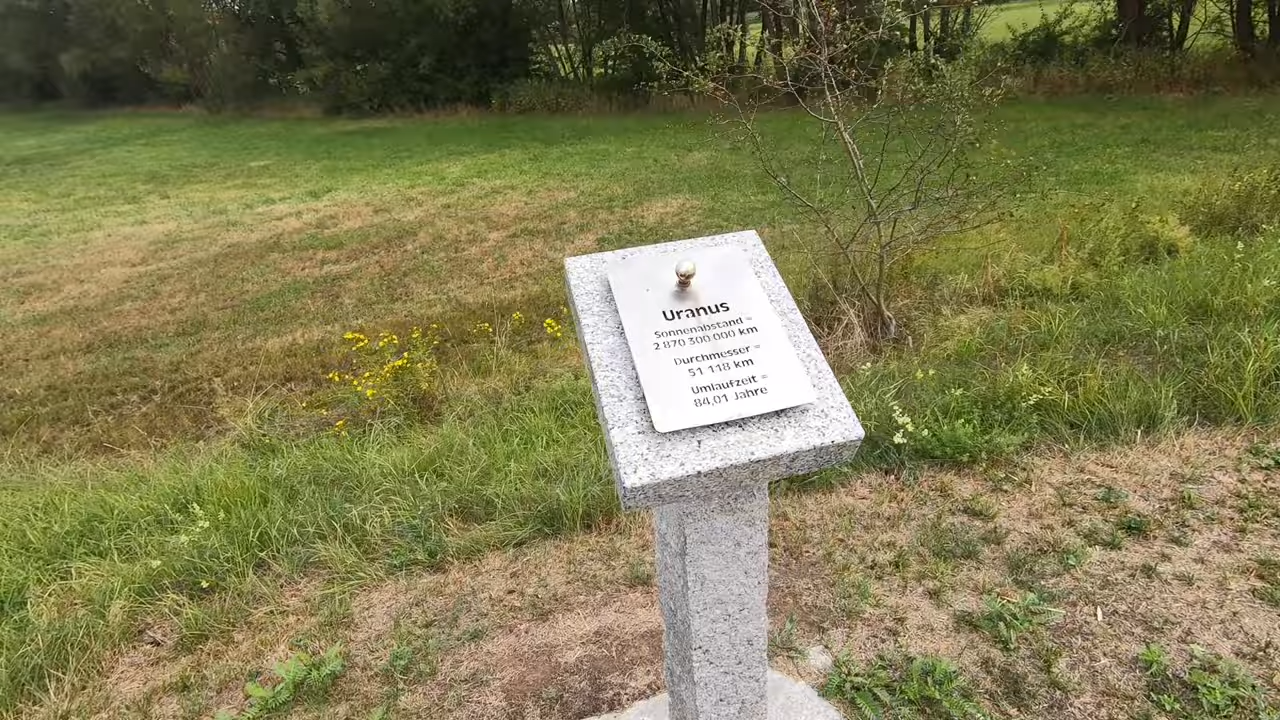 Uranus
Sonnenabstand =
2 870 300 000 km
Durchmesser =
51 118 km
Umlaufzeit =
84,01 Jahre